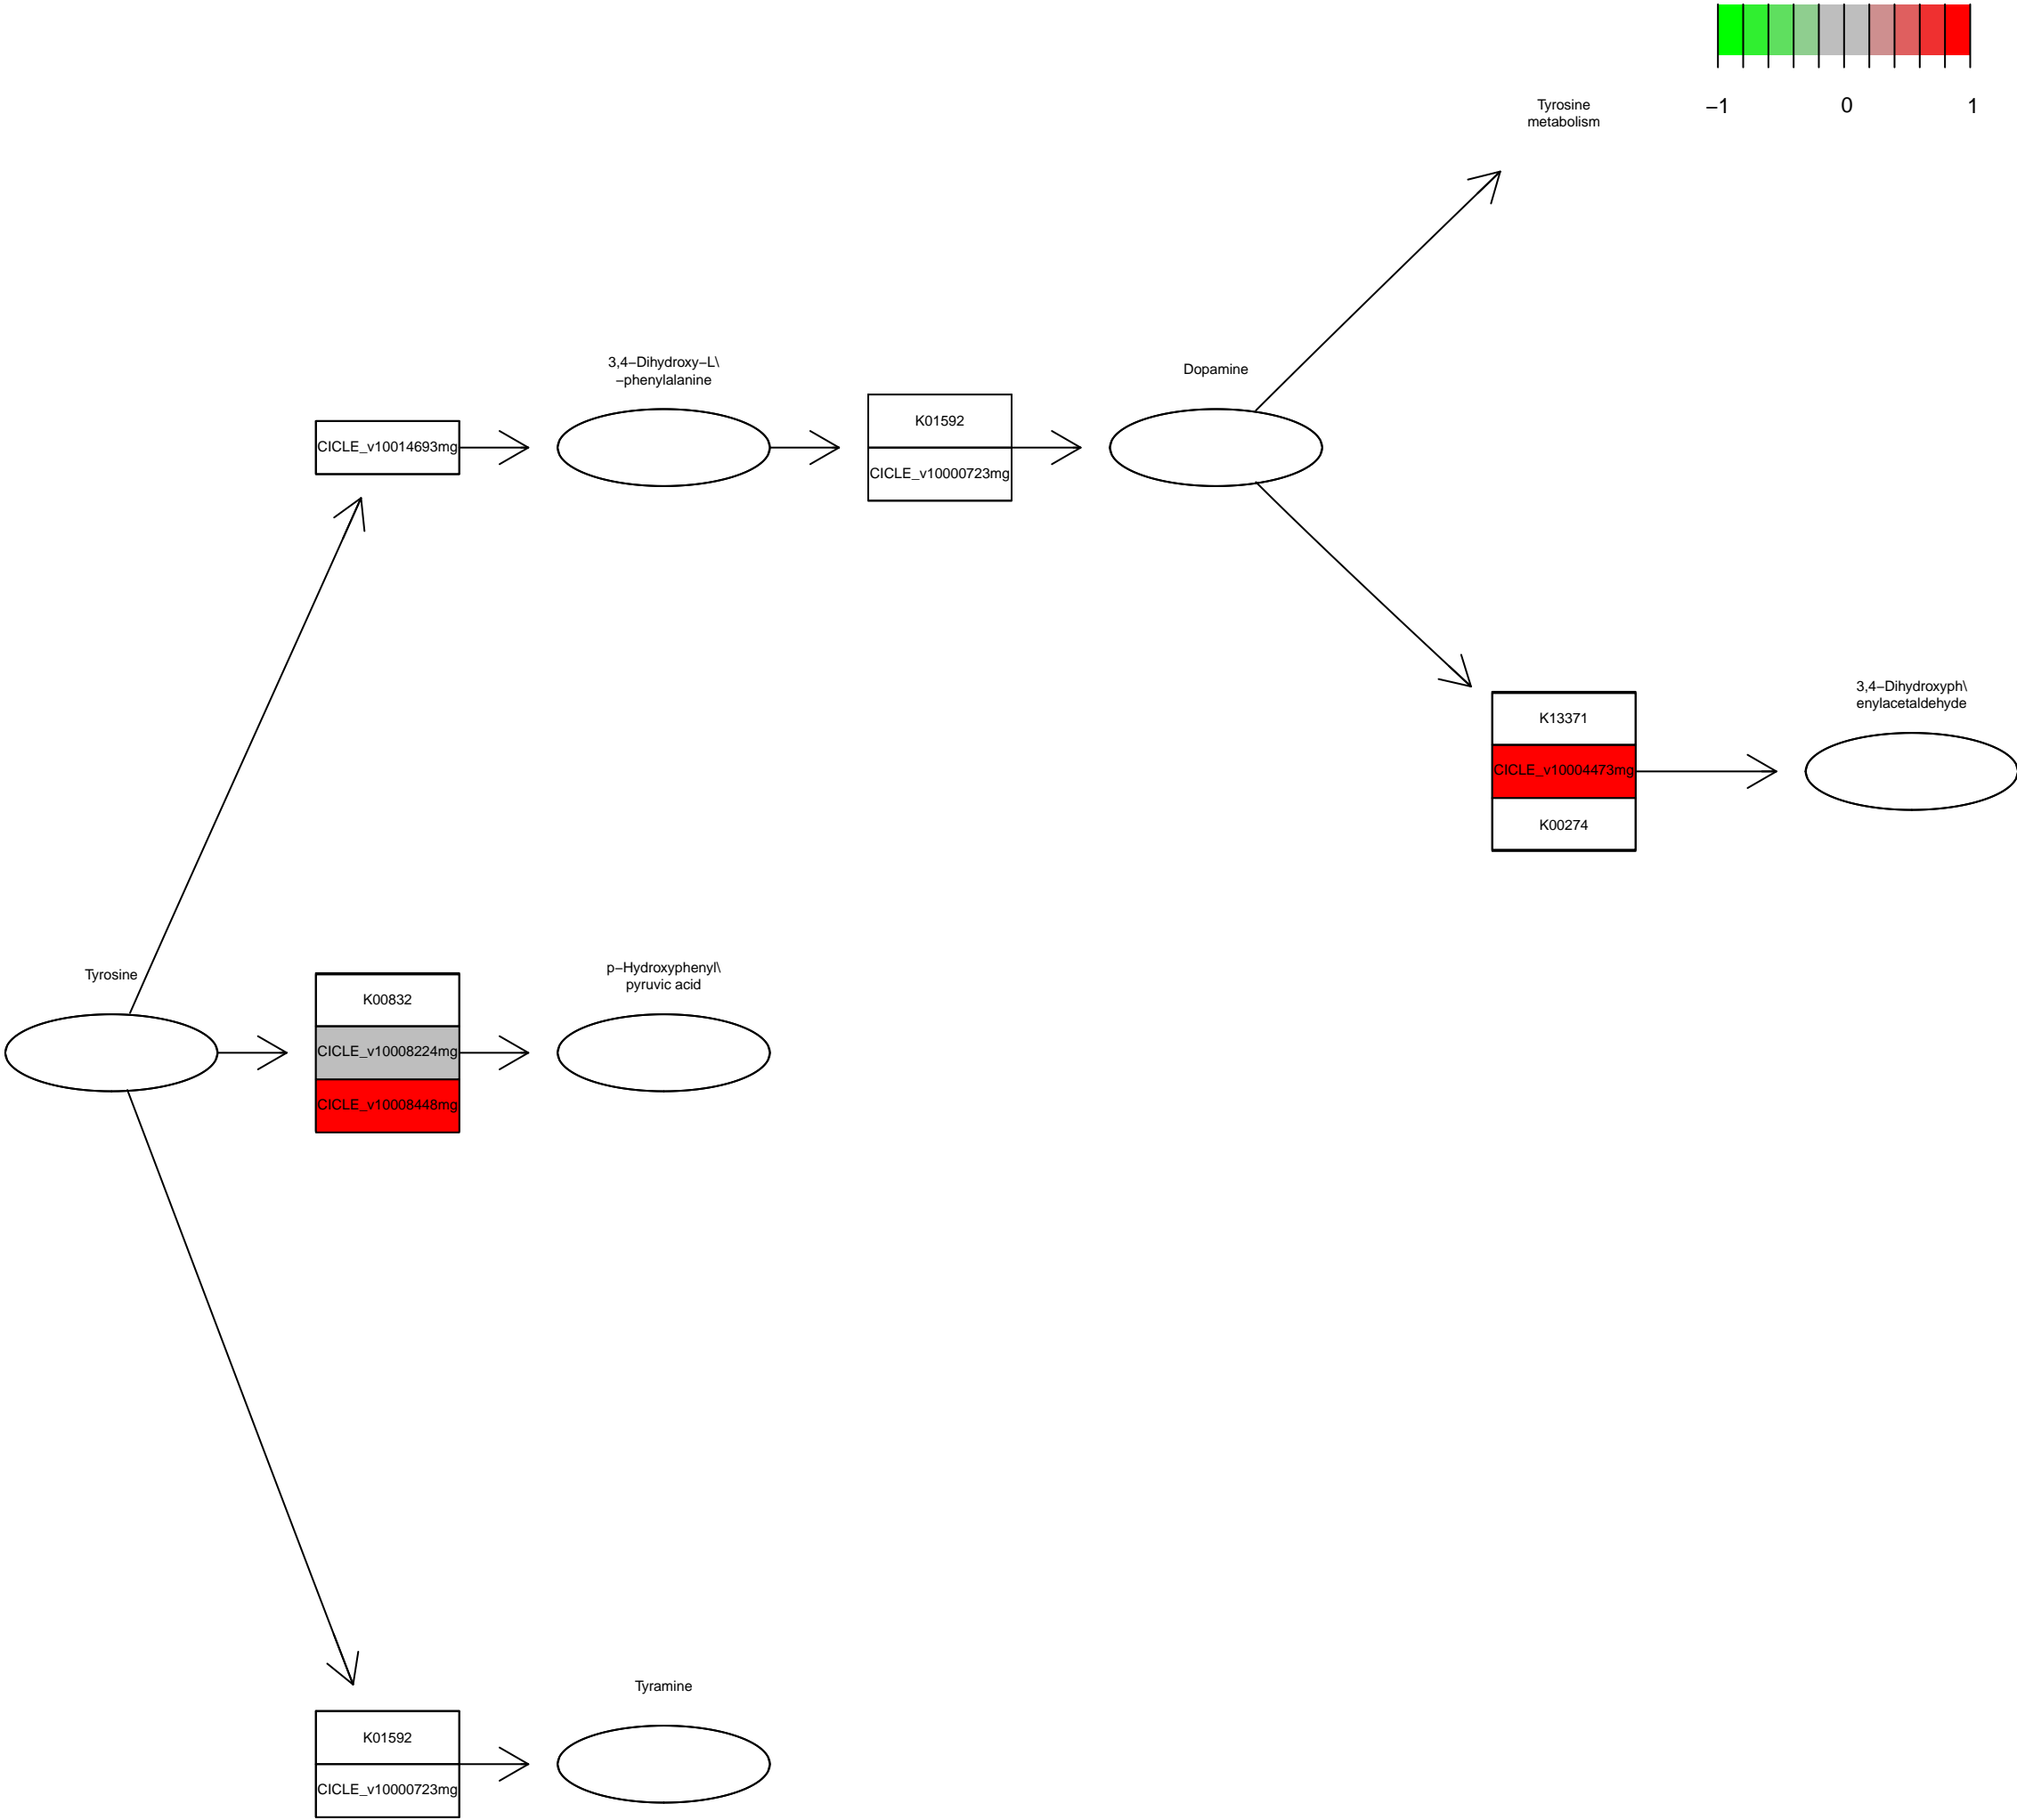 −1 0 1
Tyrosine
metabolism
3,4−Dihydroxy−L\
−phenylalanine
Dopamine
K01592
CICLE_v10014693mg
CICLE_v10000723mg
3,4−Dihydroxyph\
enylacetaldehyde
K13371
CICLE_v10004473mg
K00274
Tyrosine
p−Hydroxyphenyl\
pyruvic acid
K00832
CICLE_v10008224mg
CICLE_v10008448mg
Tyramine
K01592
CICLE_v10000723mg